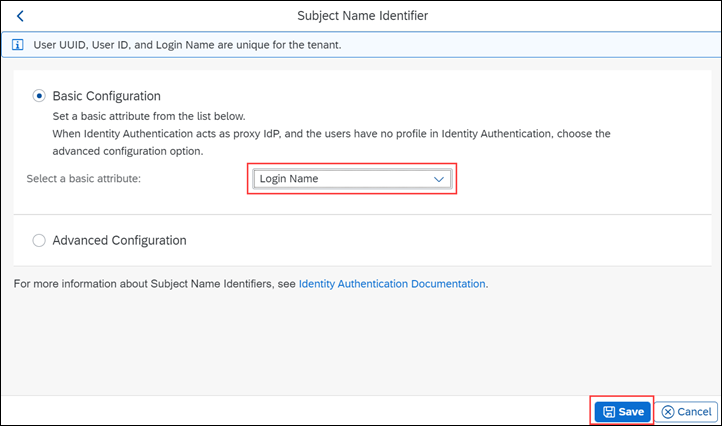 Subject Name Identifier
User UUID, User ID, and Login Name are unique for the tenant.
Basic Configuration
Set a basic attribute from the list below.
When Identity Authentication acts as proxy IdP, and the users have no profile in Identity Authentication, choose the
advanced configuration option.
Select a basic attribute: Login Name
Advanced Configuration
For more information about Subject Name Identifiers, see Identity Authentication Documentation.
Save Cancel